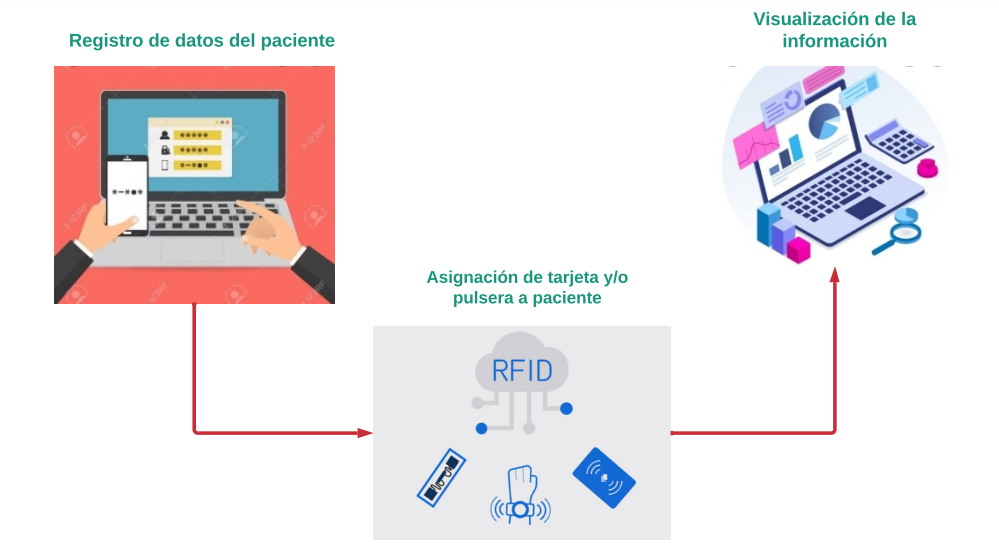 Registro de datos del paciente
Visualización de la
información
Asignación de tarjeta y/o
pulsera a paciente
RFID